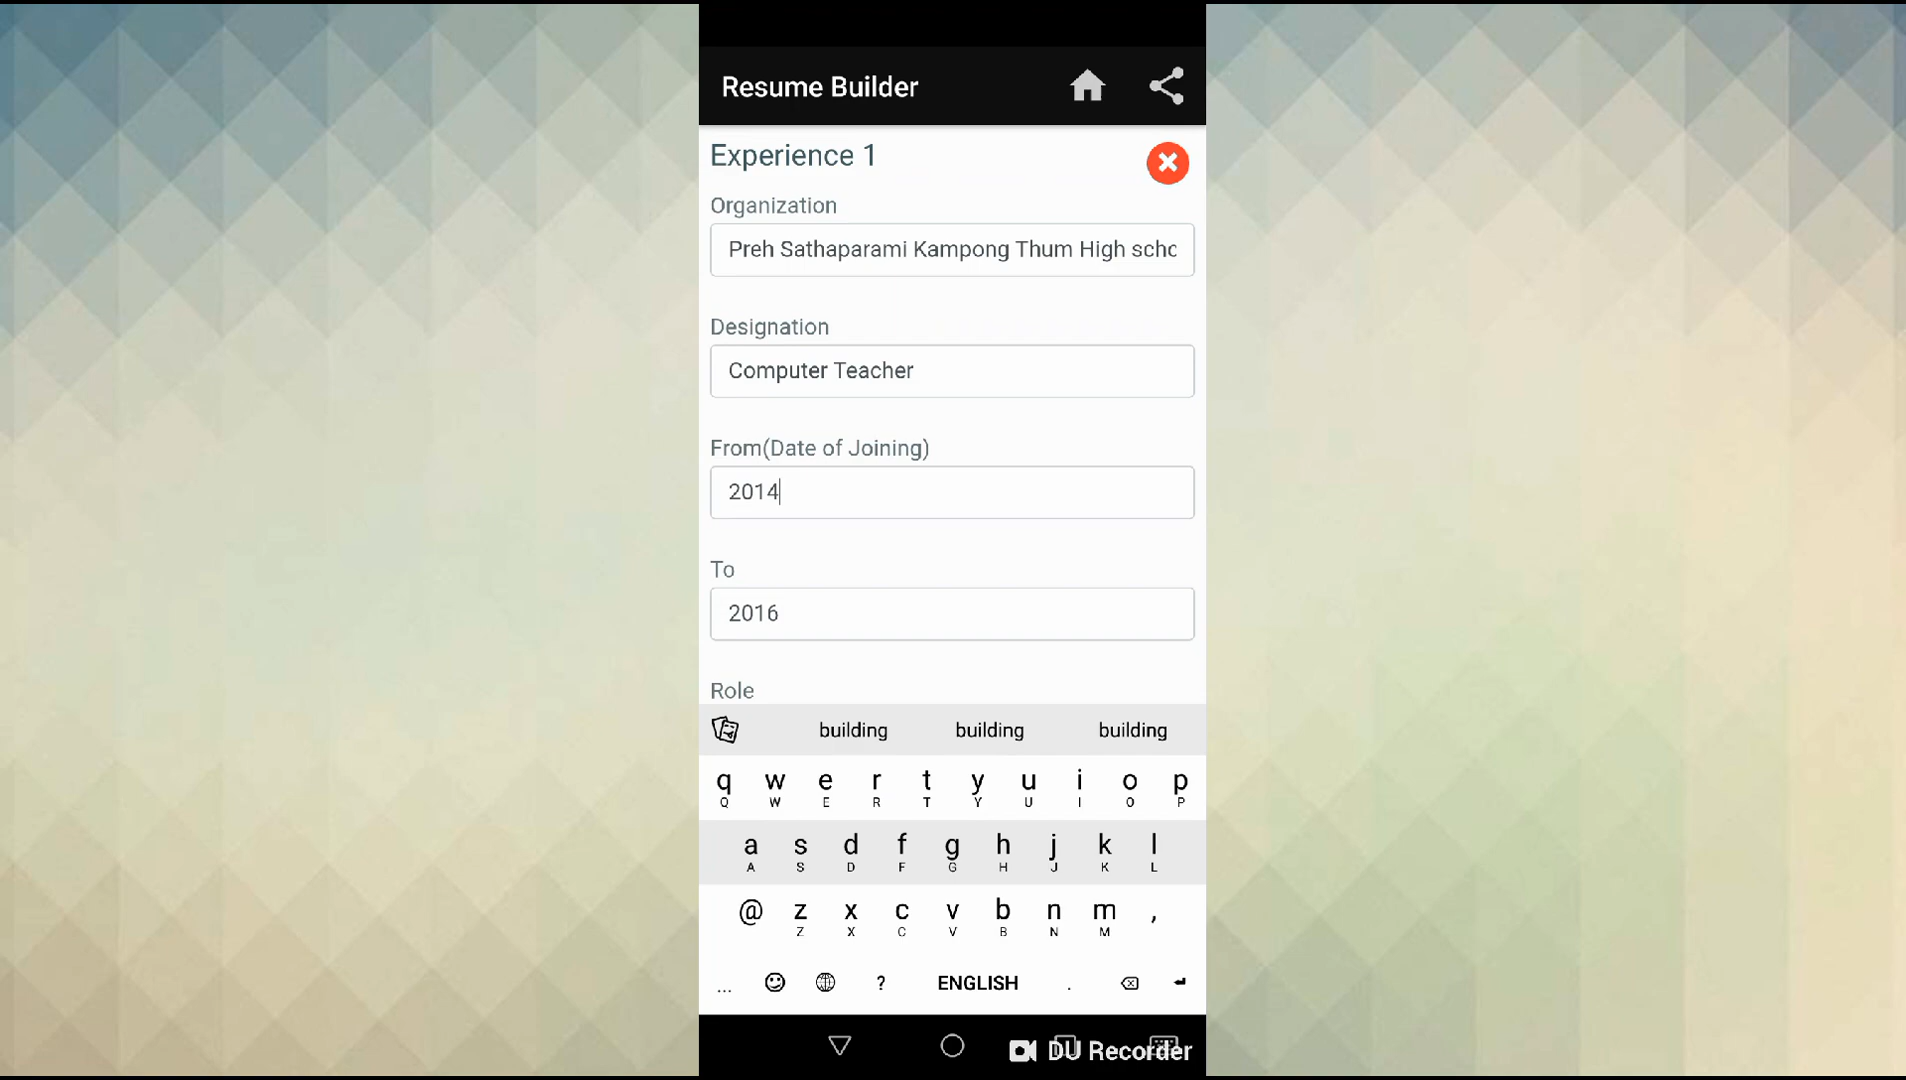 Resume Builder
Experience 1
Organization
Preh Sathaparami Kampong Thum High scho
Designation
Computer Teacher
From(Date of Joining)
2014
To
2016
Role
building building building
q w e r t y u i o p
Q W E R T Y U I O P
a s d f g h j k l
A S D F G H J K L
@ z x c v b n m ,
Z X C V B N M
... ? ENGLISH .
DU Recorder